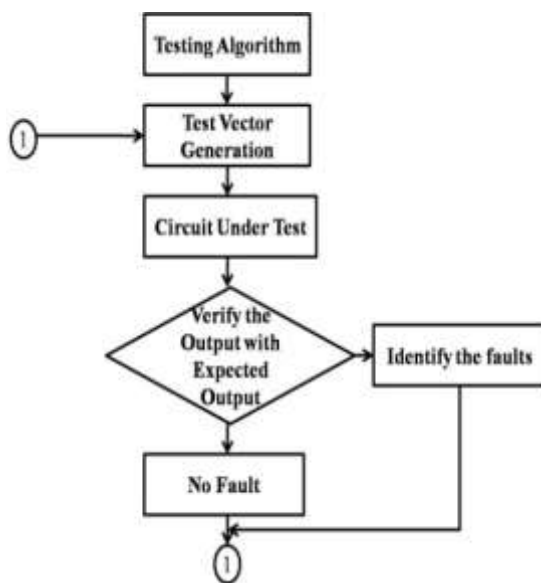 Testing Algorithm
1
Test Vector
Generation
Circuit Under Test
Verify the
Output with
Expected
Output
Identify the faults
No Fault
1